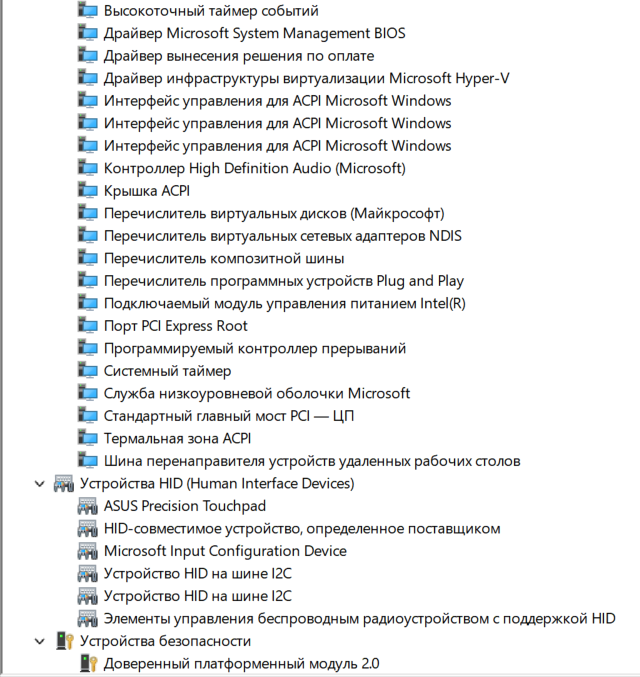 Высокоточный таймер событий
Драйвер Microsoft System Management BIOS
Драйвер вынесения решения по оплате
Драйвер инфраструктуры виртуализации Microsoft Hyper-V
Интерфейс управления для ACPI Microsoft Windows
Интерфейс управления для ACPI Microsoft Windows
Интерфейс управления для ACPI Microsoft Windows
Контроллер High Definition Audio (Microsoft)
Крышка ACPI
Перечислитель виртуальных дисков (Майкрософт)
Перечислитель виртуальных сетевых адаптеров NDIS
Перечислитель композитной шины
Перечислитель программных устройств Plug and Play
Подключаемый модуль управления питанием Intel(R)
Порт PCI Express Root
Программируемый контроллер прерываний
Системный таймер
Служба низкоуровневой оболочки Microsoft
Стандартный главный мост PCI — ЦП
Термальная зона ACPI
Шина перенаправителя устройств удаленных рабочих столов
Устройства HID (Human Interface Devices)
ASUS Precision Touchpad
HID-совместимое устройство, определенное поставщиком
Microsoft Input Configuration Device
Устройство HID на шине I2C
Устройство HID на шине I2C
Элементы управления беспроводным радиоустройством с поддержкой HID
Устройства безопасности
Доверенный платформенный модуль 2.0